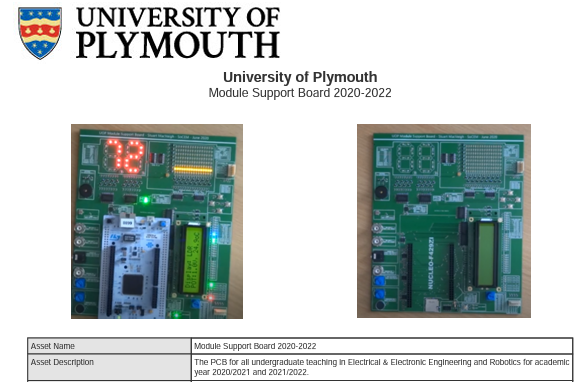 UNIVERSITY OF
PLYMOUTH
University of Plymouth
Module Support Board 2020-2022
72
NUCLEO-F429ZI
Asset Name
Module Support Board 2020-2022
Asset Description
The PCB for all undergraduate teaching in Electrical & Electronic Engineering and Robotics for academic
year 2020/2021 and 2021/2022.